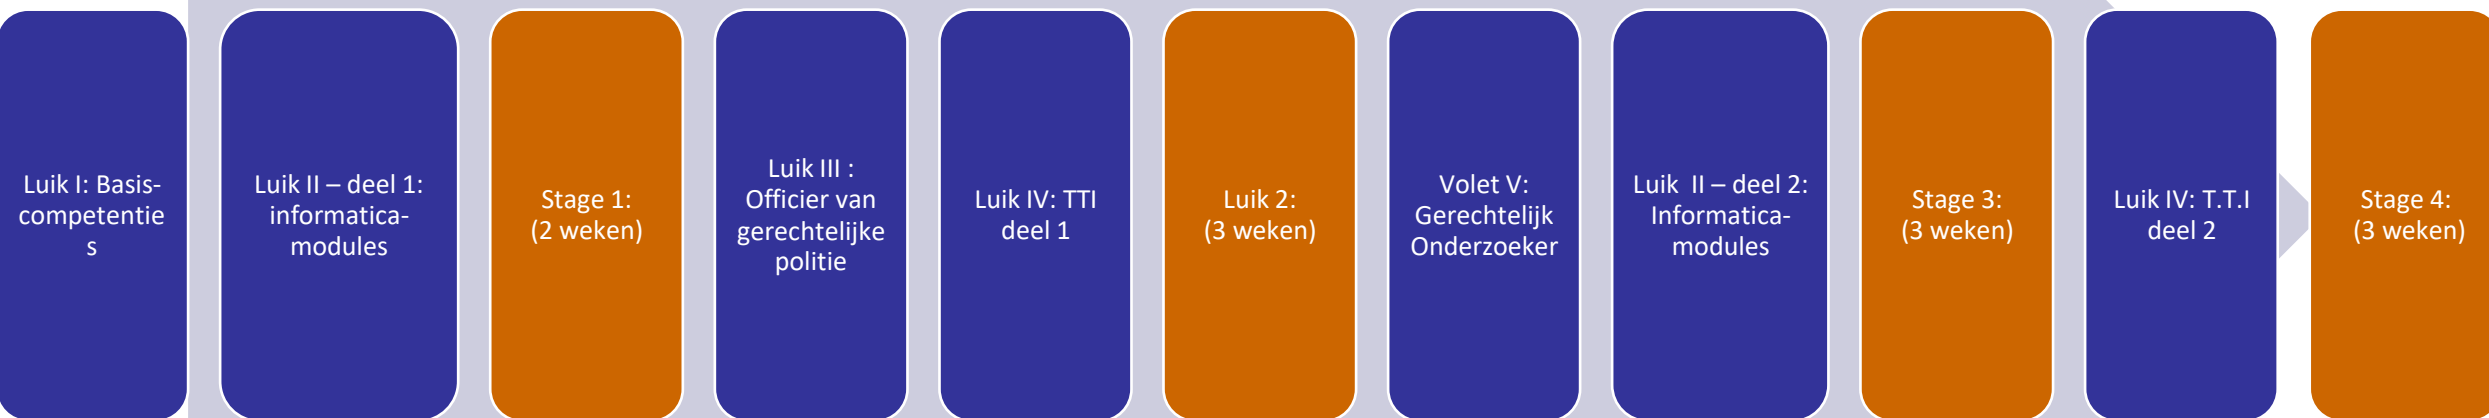 Luik I: Basis-
competentie
s
Luik II – deel 1:
informatica-
modules
Stage 1:
(2 weken)
Luik III :
Officier van
gerechtelijke
politie
Luik IV: TTI
deel 1
Luik 2:
(3 weken)
Volet V:
Gerechtelijk
Onderzoeker
Luik  II – deel 2:
Informatica-
modules
Stage 3:
(3 weken)
Luik IV: T.T.I
deel 2
Stage 4:
(3 weken)